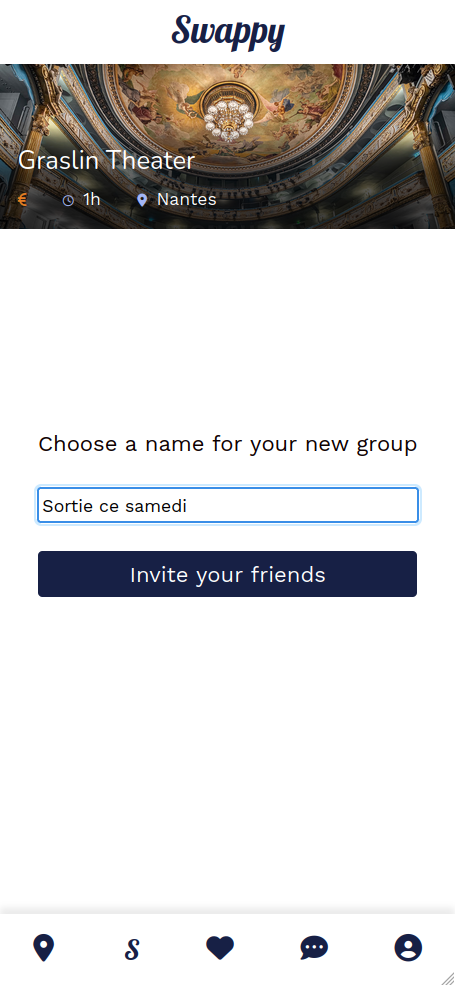 Swappy
Graslin Theater
€ 1h Nantes
Choose a name for your new group
Sortie ce samedi
Invite your friends
S